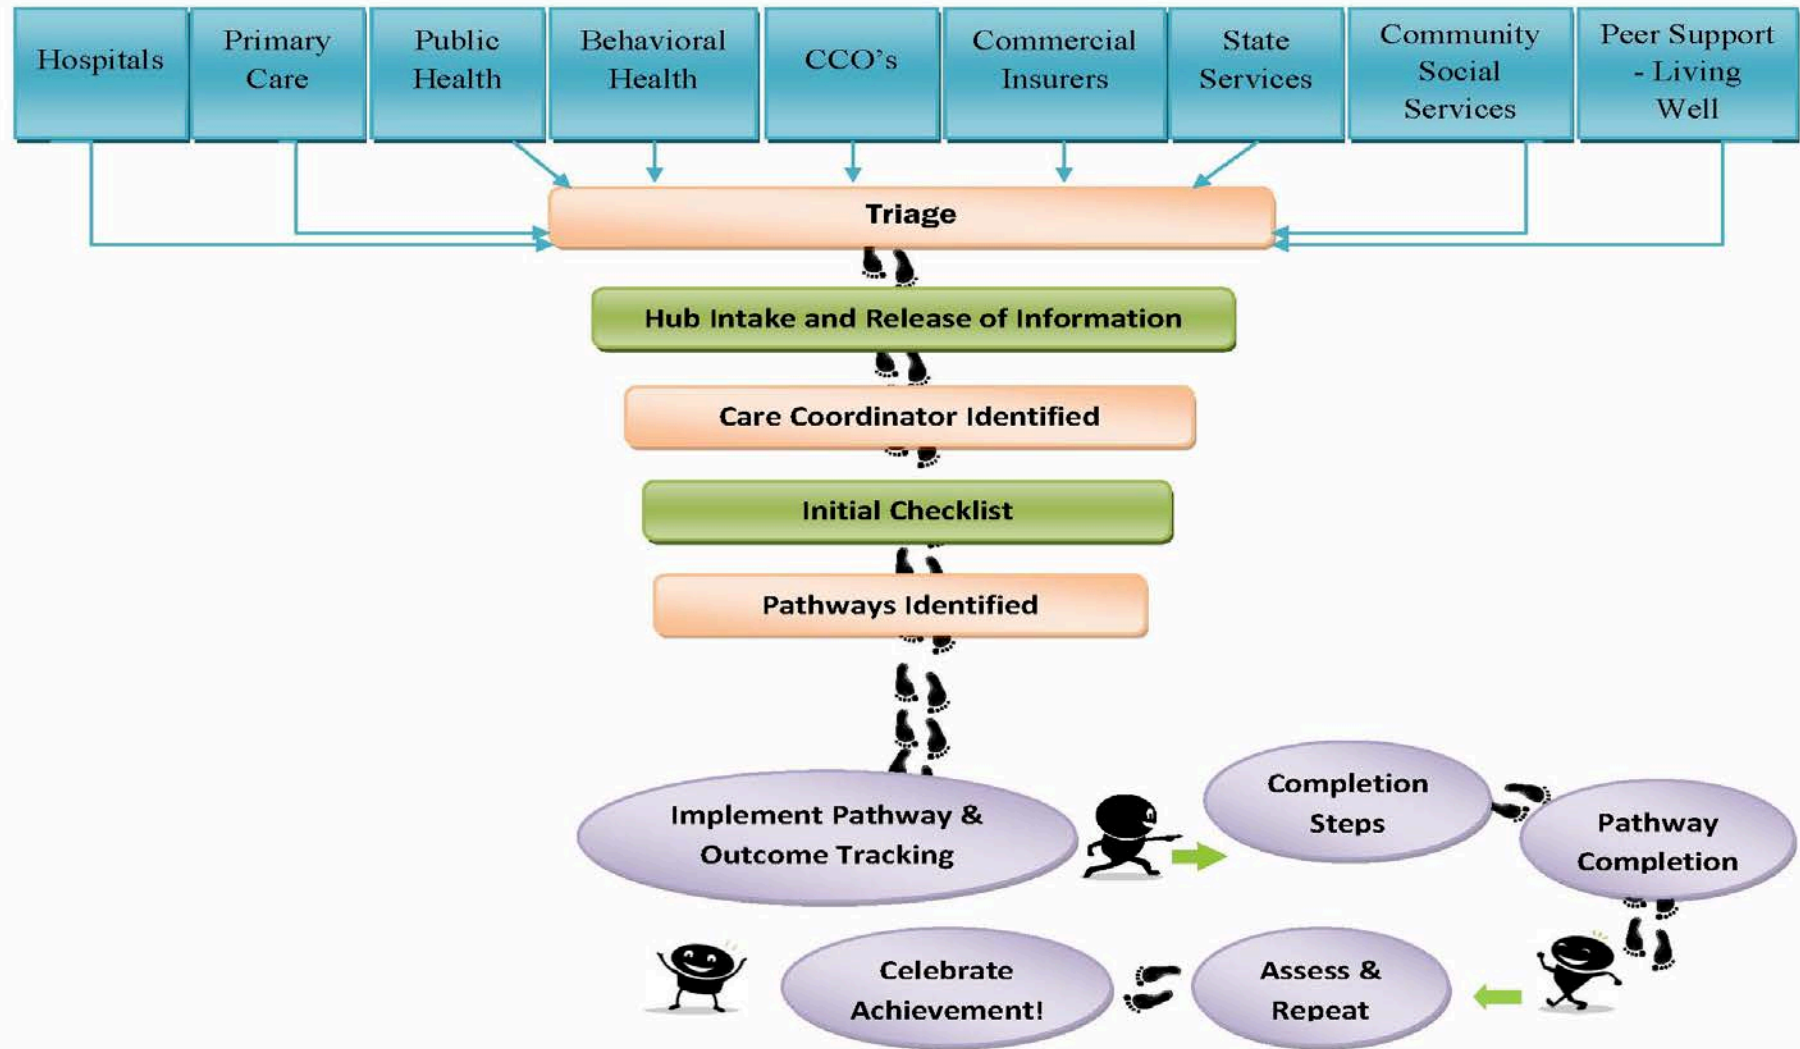 Hospitals
Primary
Care
Public
Health
Behavioral
Health
CCO's
Commercial
Insurers
State
Services
Community
Social
Services
Peer Support
- Living
Well
Triage
Hub Intake and Release of Information
Care Coordinator Identified
Initial Checklist
Pathways Identified
Implement Pathway &
Outcome Tracking
Completion
Steps
Pathway
Completion
Assess &
Repeat
Celebrate
Achievement!